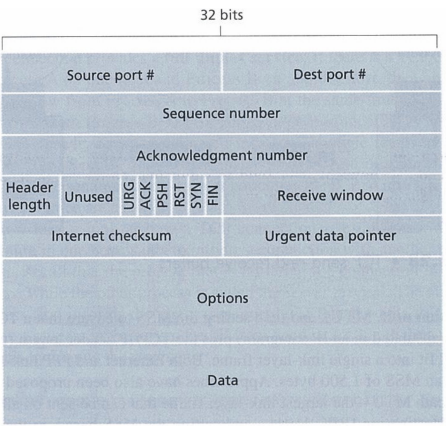 32 bits
Source port #
Dest port #
Sequence number
Acknowledgment number
Header
length
Unused
URG
ACK
PSH
RST
SYN
FIN
Receive window
Internet checksum
Urgent data pointer
Options
Data